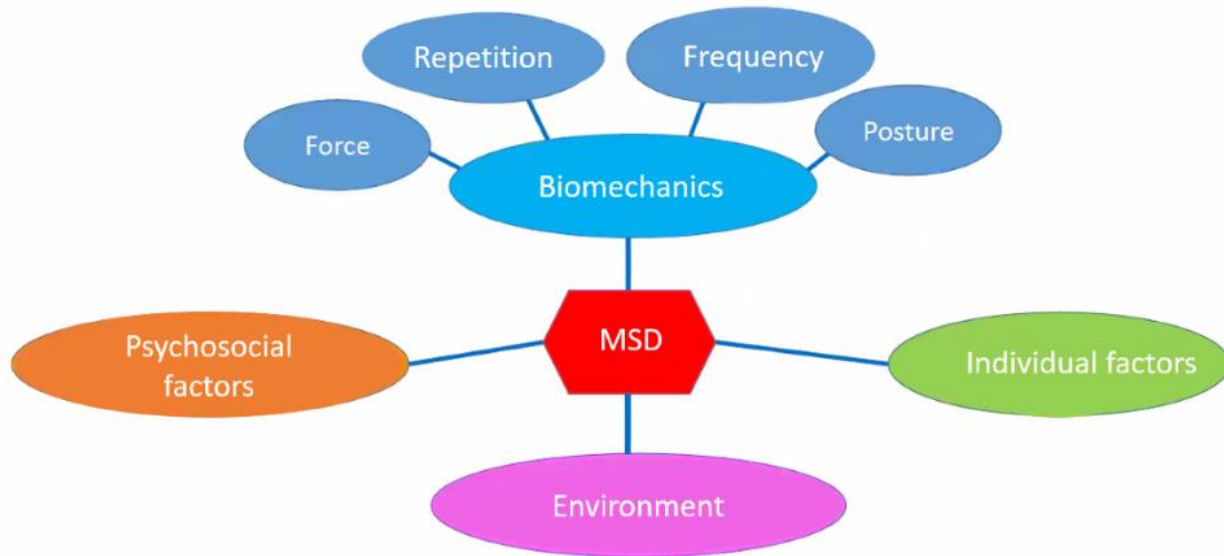 Repetition
Frequency
Force
Posture
Biomechanics
MSD
Psychosocial
factors
Individual factors
Environment